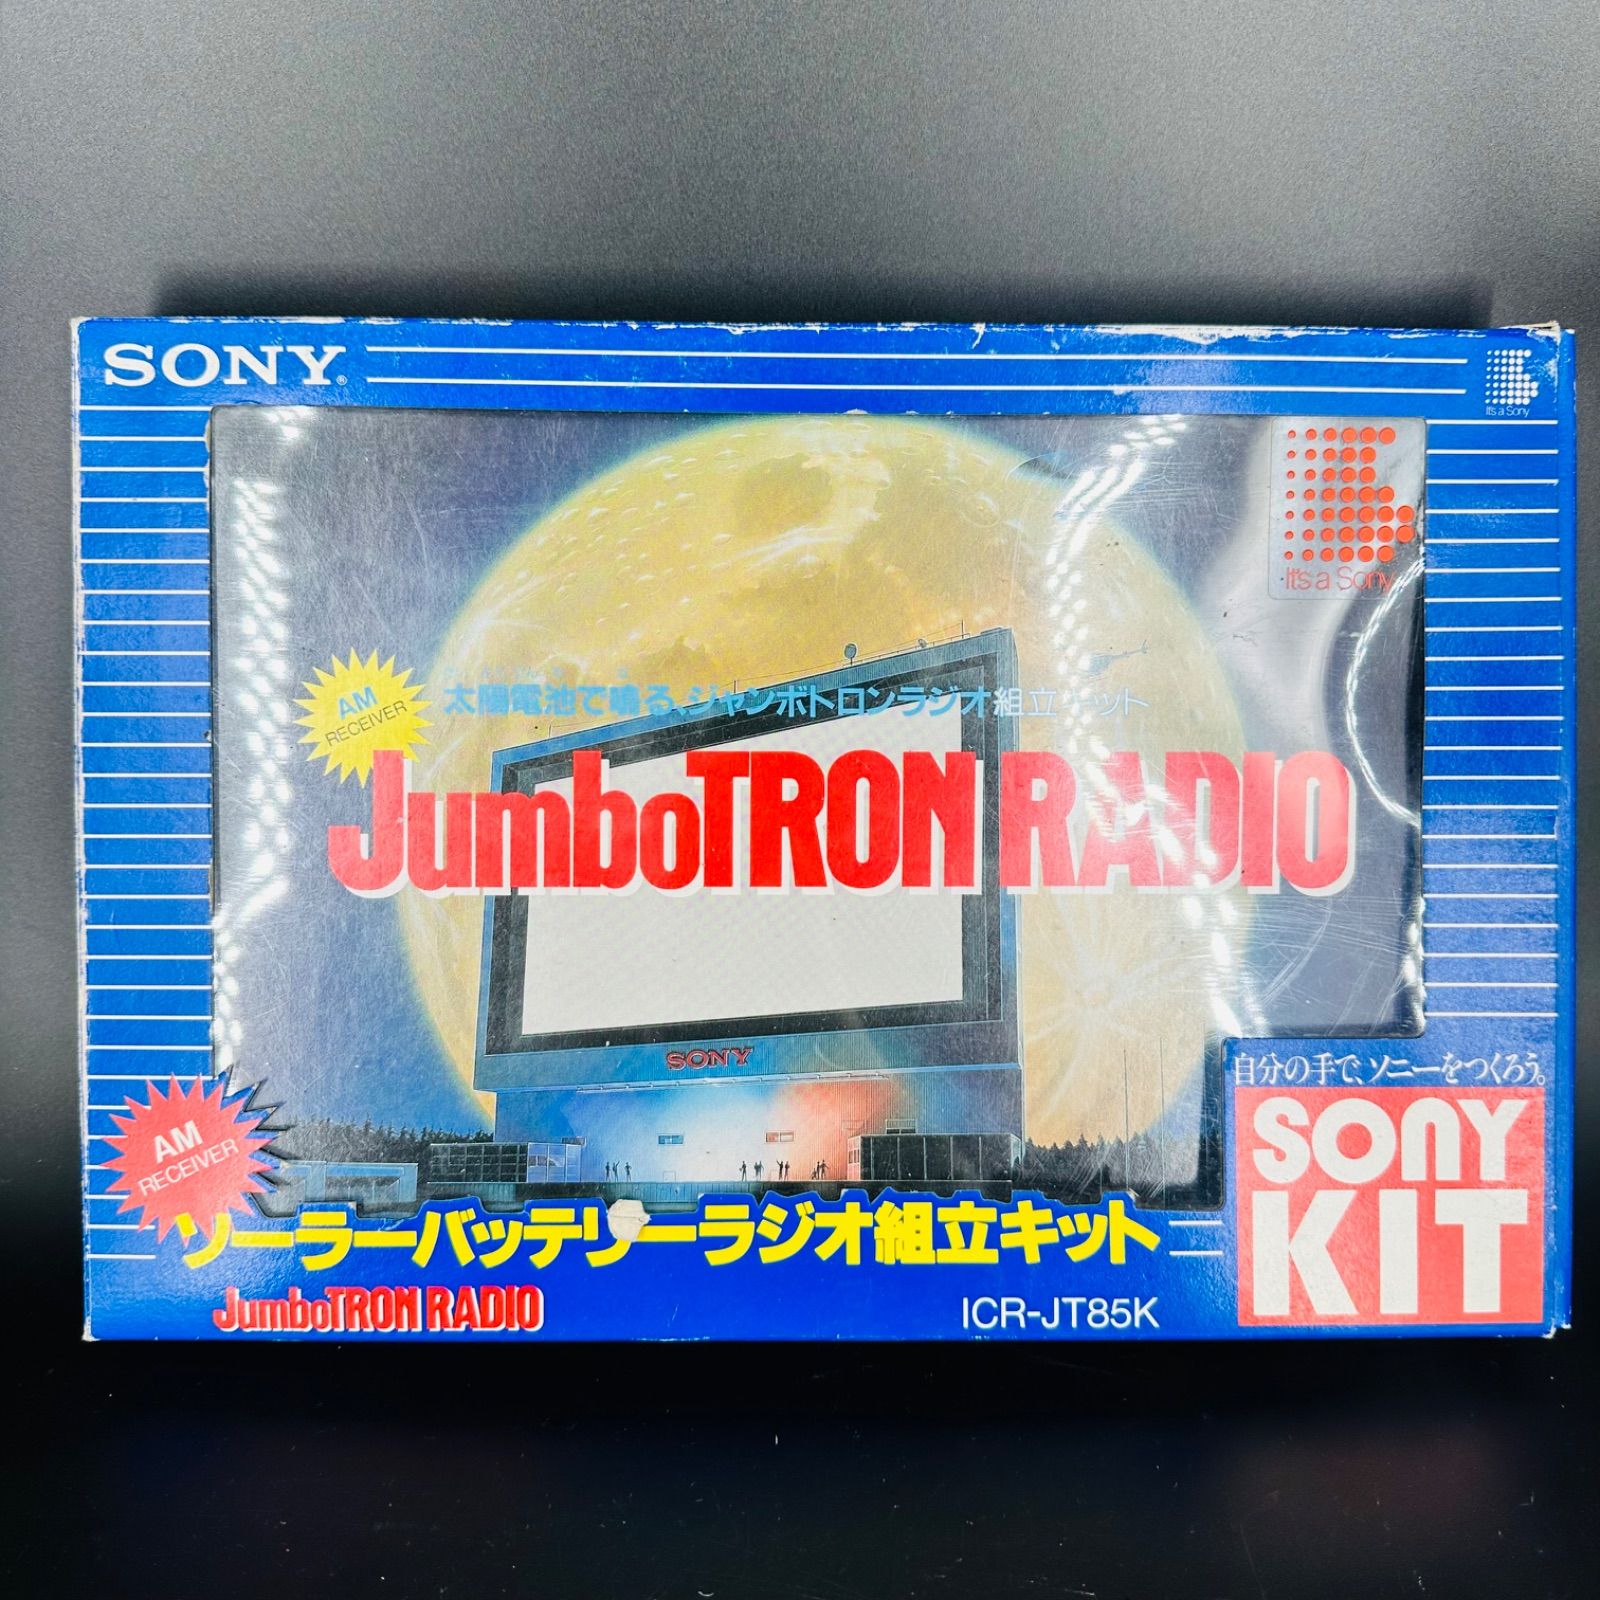 SONY®
It's a Sony
It's a Sony
AM
RECEIVER
太陽電池で鳴る、ジャンボトロンラジオ組立キット
JumboTRON RADIO
SONY
自分の手で、ソニーをつくろう。
SONY
KIT
AM
RECEIVER
ソーラーバッテリーラジオ組立キット
JumboTRON RADIO
ICR-JT85K